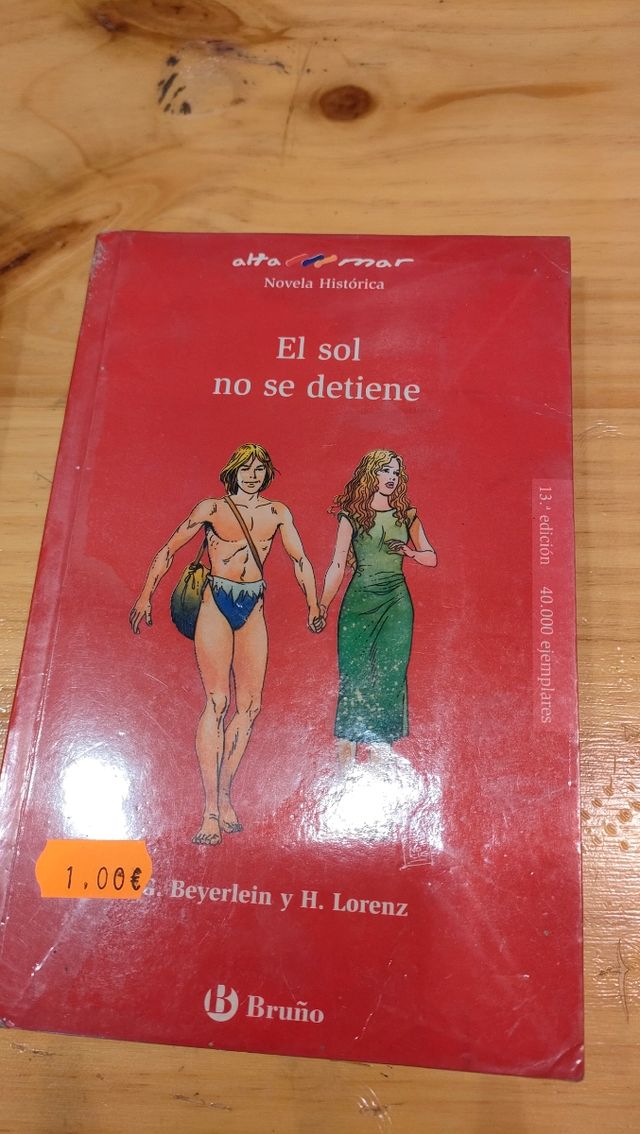 alta mar
Novela Histórica
El sol
no se detiene
13.ª edición 40.000 ejemplares
1,00€
G. Beyerlein y H. Lorenz
B Bruño